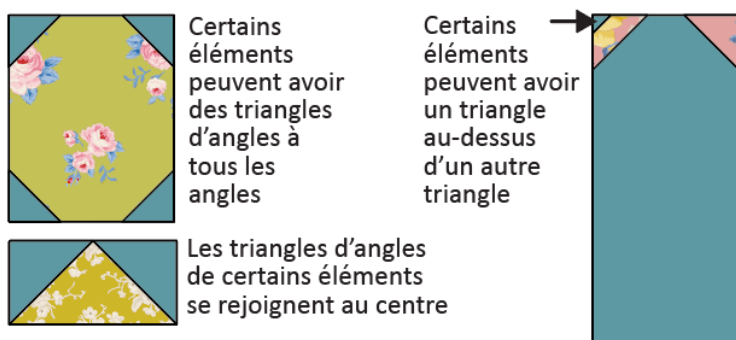 Certains
éléments
peuvent avoir
des triangles
d’angles à
tous les
angles
Certains
éléments
peuvent avoir
un triangle
au-dessus
d’un autre
triangle
Les triangles d’angles
de certains éléments
se rejoignent au centre